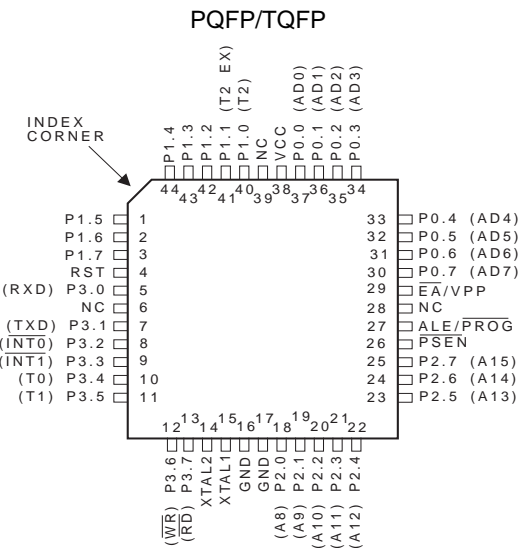 PQFP/TQFP
INDEX
CORNER
P1.4
P1.3
P1.2
P1.1 (T2 EX)
P1.0 (T2)
NC
VCC
P0.0 (AD0)
P0.1 (AD1)
P0.2 (AD2)
P0.3 (AD3)
44
43
42
41
40
39
38
37
36
35
34
P1.5 1
P1.6 2
P1.7 3
RST 4
(RXD) P3.0 5
NC 6
(TXD) P3.1 7
(INT0) P3.2 8
(INT1) P3.3 9
(T0) P3.4 10
(T1) P3.5 11
33 P0.4 (AD4)
32 P0.5 (AD5)
31 P0.6 (AD6)
30 P0.7 (AD7)
29 EA/VPP
28 NC
27 ALE/PROG
26 PSEN
25 P2.7 (A15)
24 P2.6 (A14)
23 P2.5 (A13)
12
13
14
15
16
17
18
19
20
21
22
(WR) P3.6
(RD) P3.7
XTAL2
XTAL1
GND
GND
(A8) P2.0
(A9) P2.1
(A10) P2.2
(A11) P2.3
(A12) P2.4